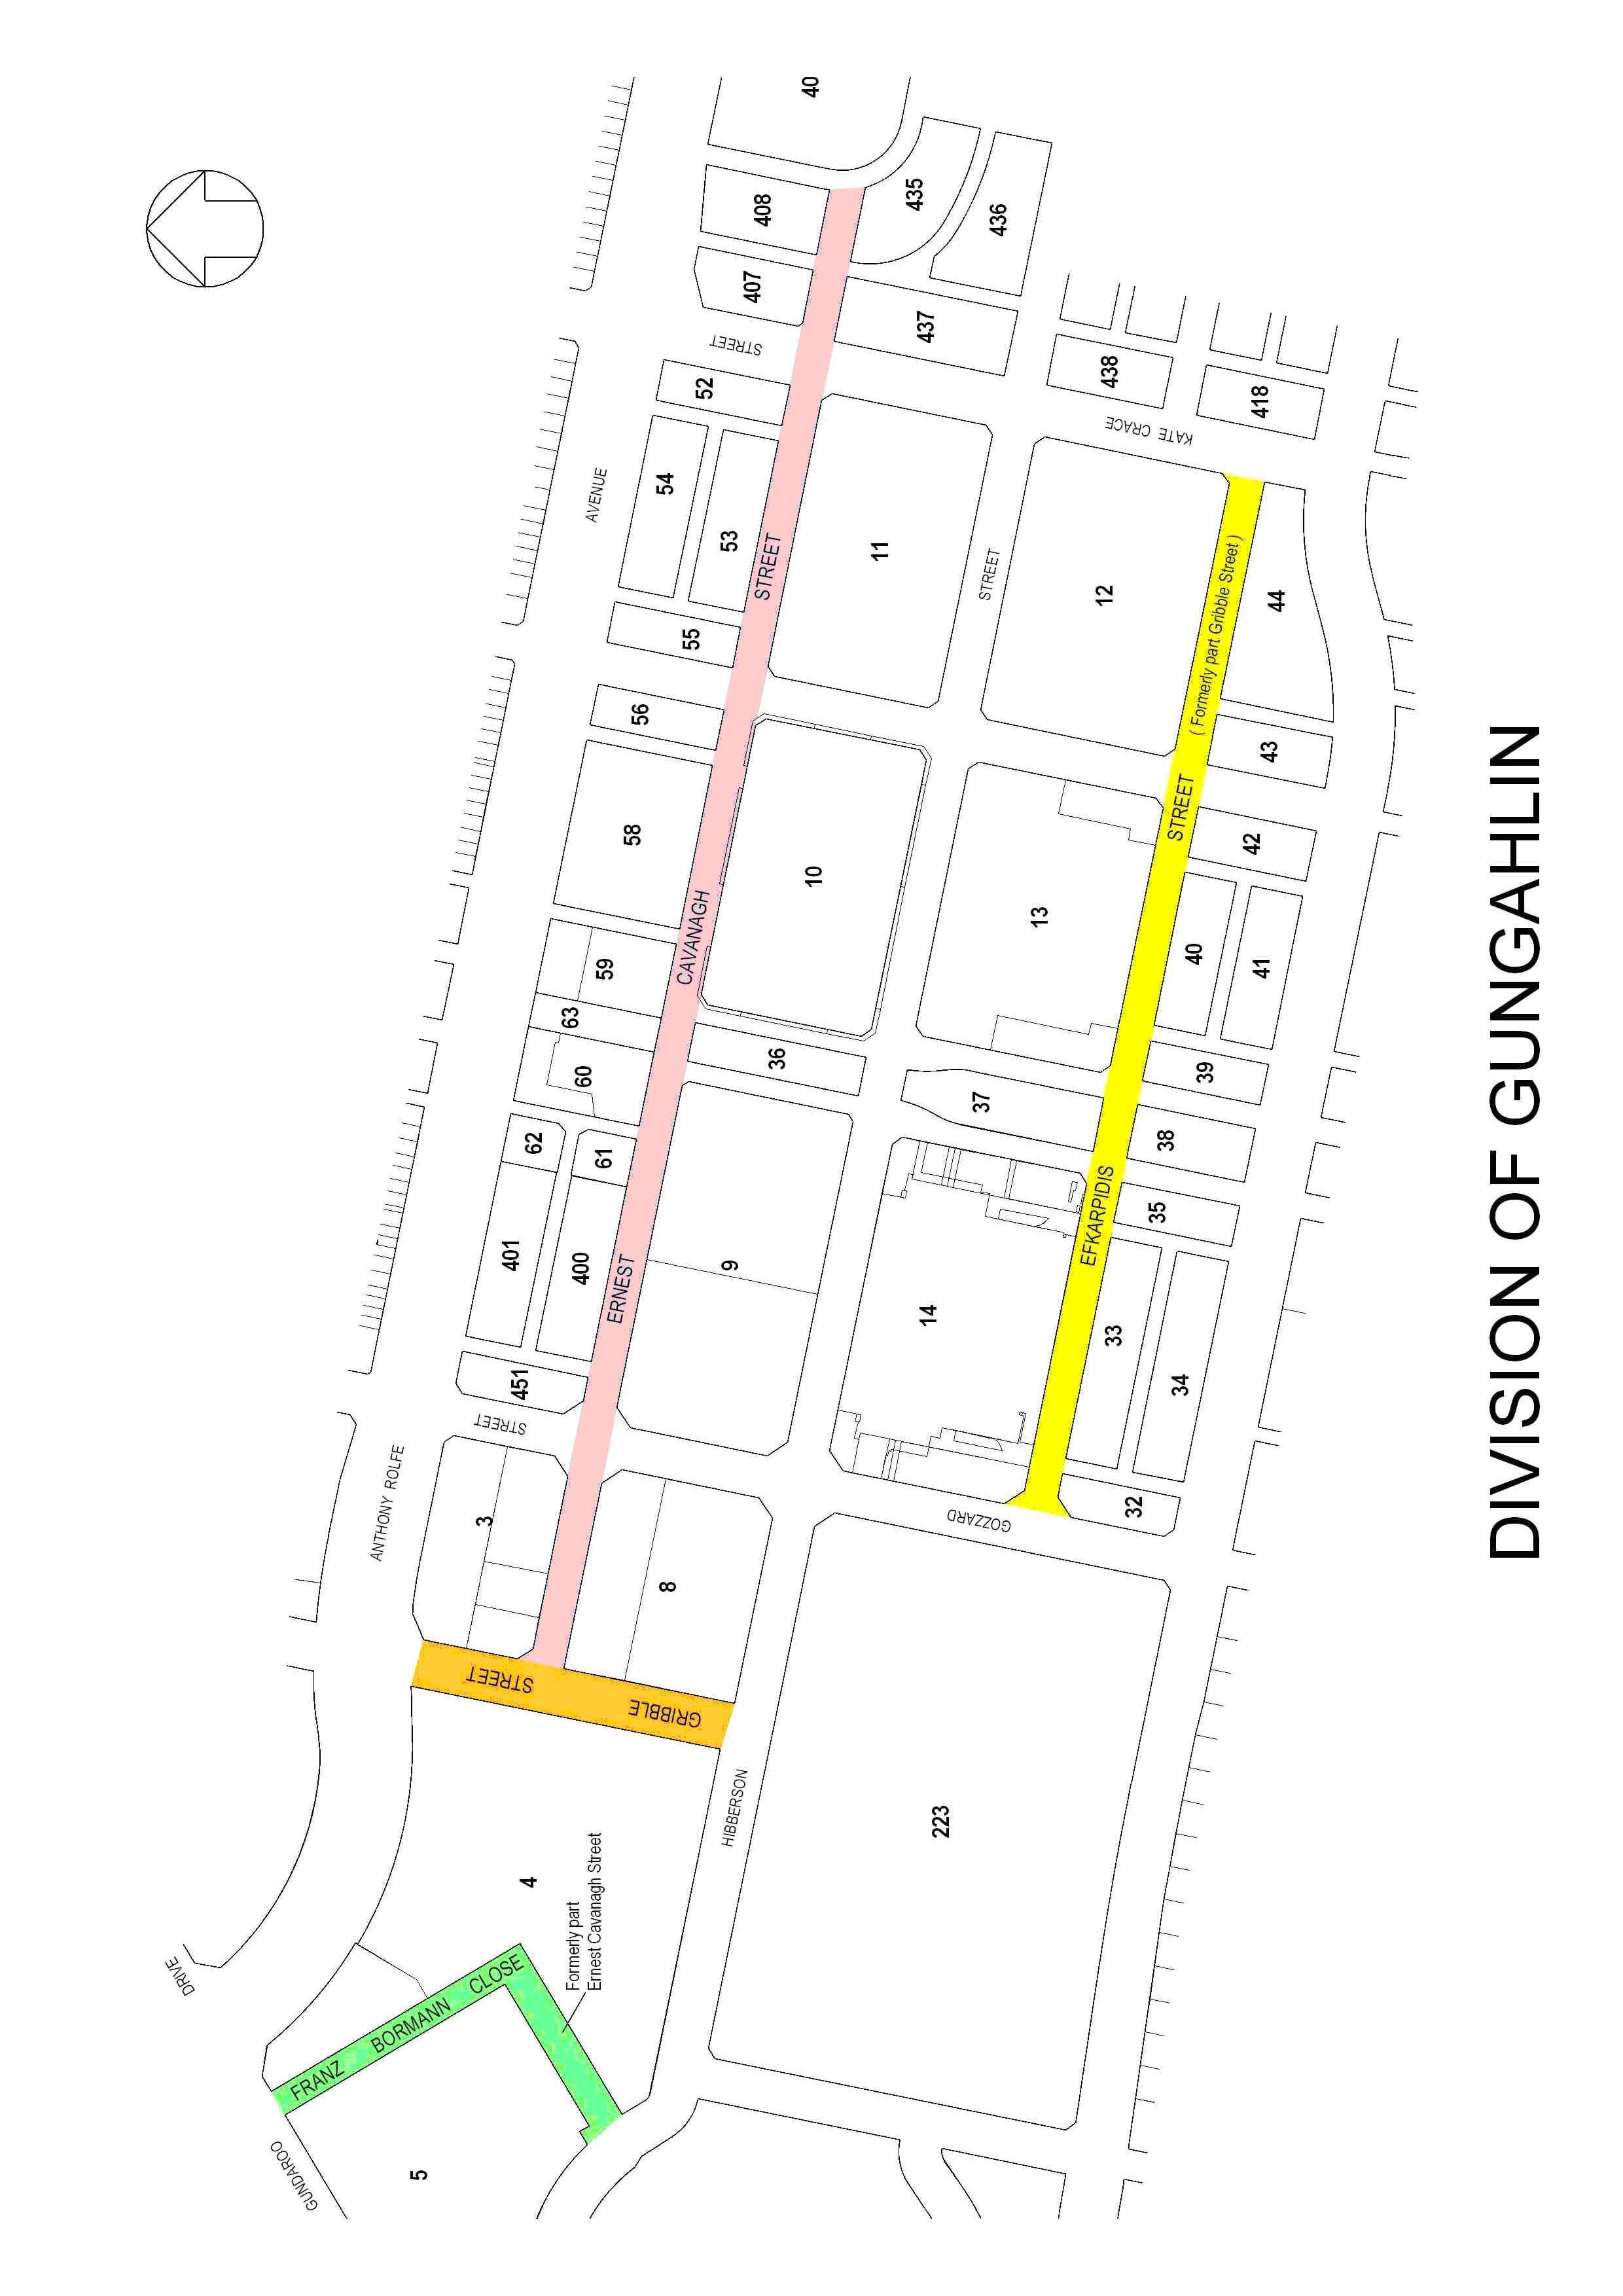 DRIVE
GUNDAROO
FRANZ BORMANN CLOSE
5
Formerly part
Ernest Cavanagh Street
4
ANTHONY ROLFE
AVENUE
GRIBBLE
STREET
3
STREET
451
401
400
62
61
60
63
59
58
56
55
54
53
52
STREET
407
408
40
ERNEST
CAVANAGH
STREET
8
9
36
10
11
437
435
436
HIBBERSON
STREET
223
GOZZARD
14
37
13
12
KATE CRACE
438
418
EFKARPIDIS
STREET
( Formerly part Gribble Street )
32
33
34
35
38
39
40
41
42
43
44
DIVISION OF GUNGAHLIN